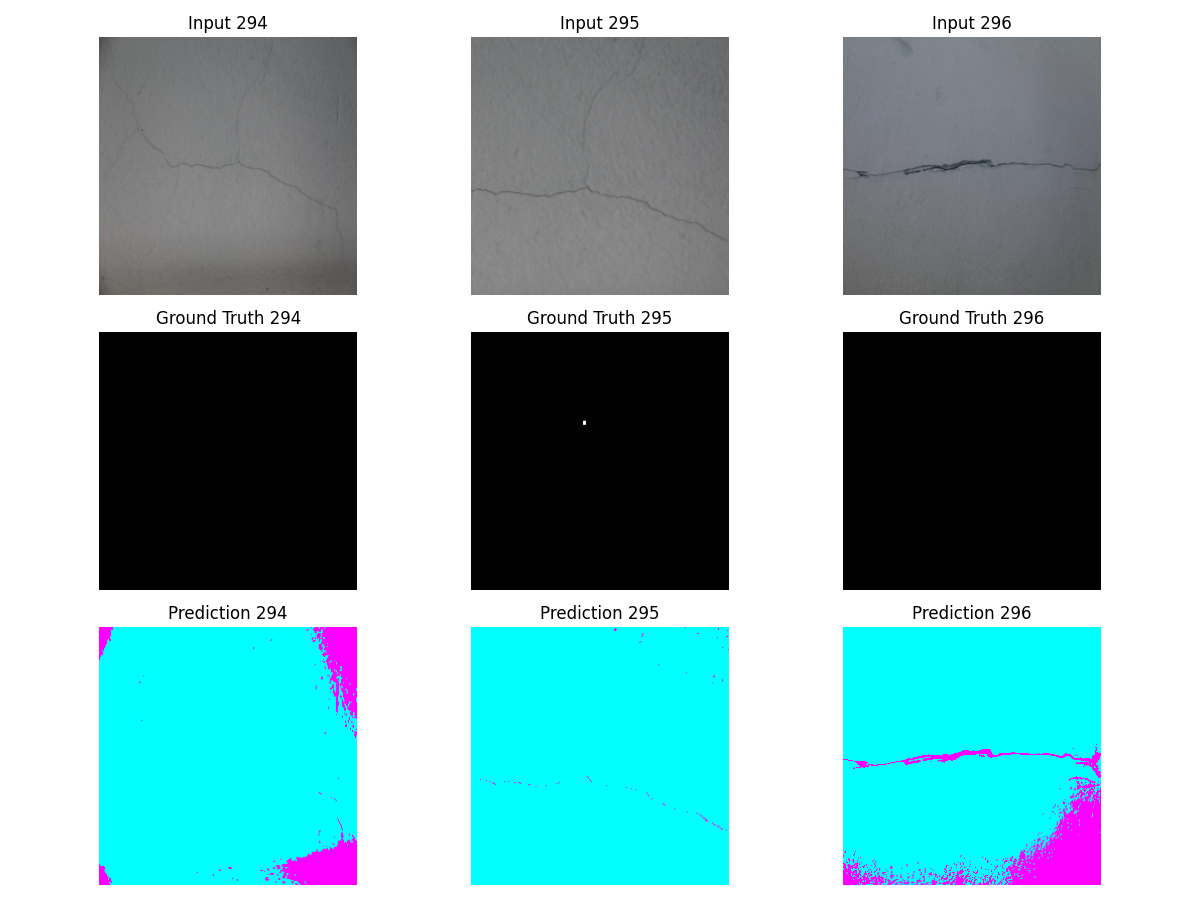 Input 294
Input 295
Input 296
Ground Truth 294
Ground Truth 295
Ground Truth 296
Prediction 294
Prediction 295
Prediction 296